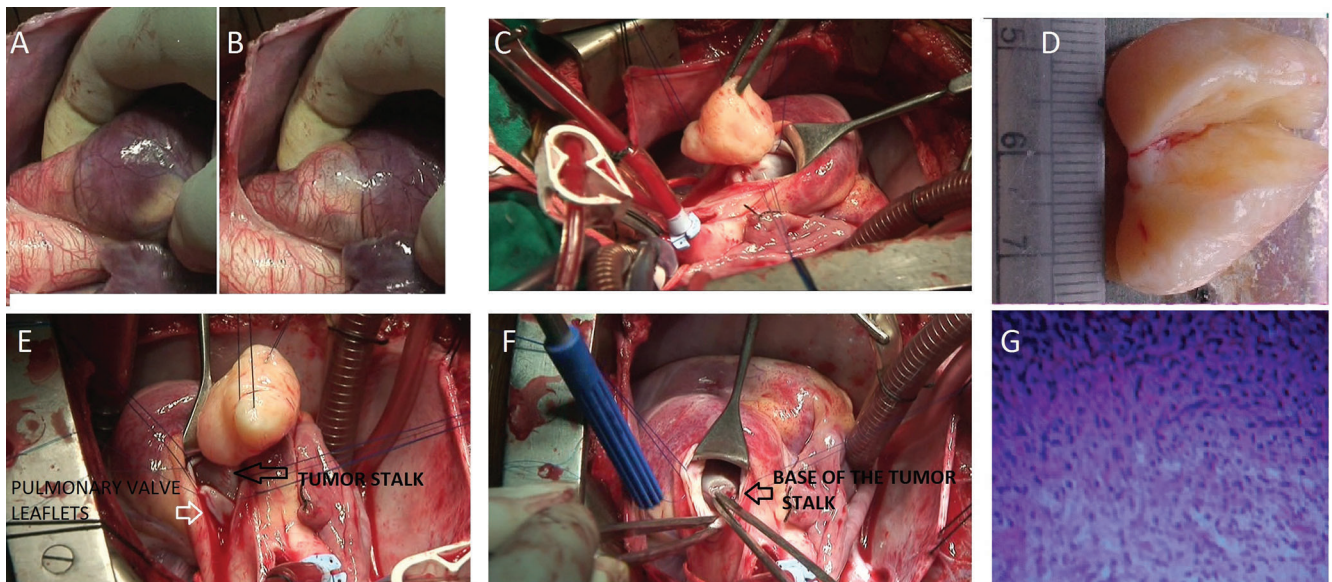 A
B
C
D
5
6
7
E
TUMOR STALK
PULMONARY VALVE
LEAFLETS
F
BASE OF THE TUMOR
STALK
G